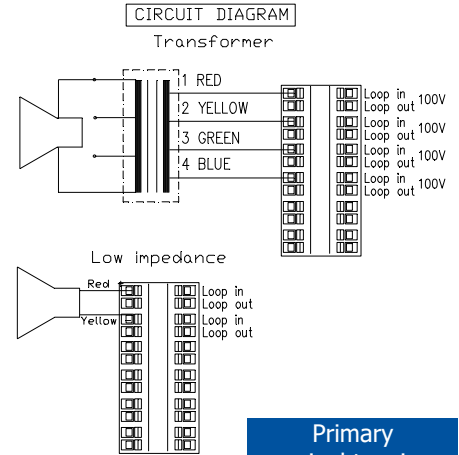 CIRCUIT DIAGRAM
Transformer
1 RED
2 YELLOW
3 GREEN
4 BLUE
Loop in
Loop out
100V
Loop in
Loop out
100V
Loop in
Loop out
100V
Loop in
Loop out
100V
Low impedance
Red +
Yellow
Loop in
Loop out
Loop in
Loop out
Primary